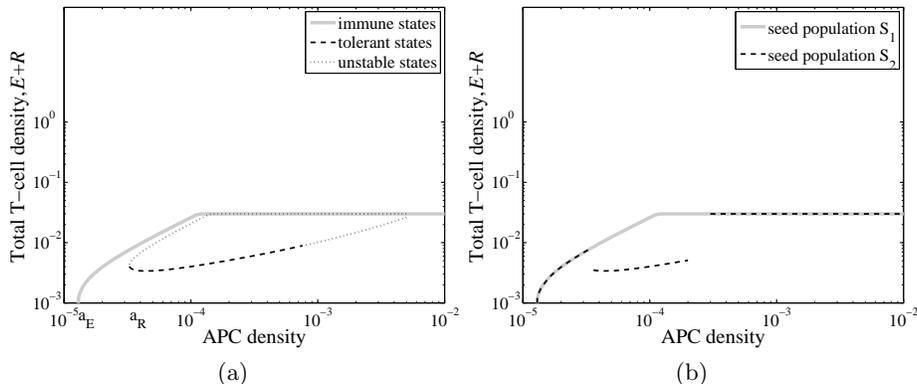 immune states
tolerant states
unstable states
Total T−cell density, E+R
10^0
10^−1
10^−2
10^−3
10^−5
a_E
a_R
10^−4
10^−3
10^−2
APC density
(a)
seed population S_1
seed population S_2
Total T−cell density, E+R
10^0
10^−1
10^−2
10^−3
10^−5
10^−4
10^−3
10^−2
APC density
(b)